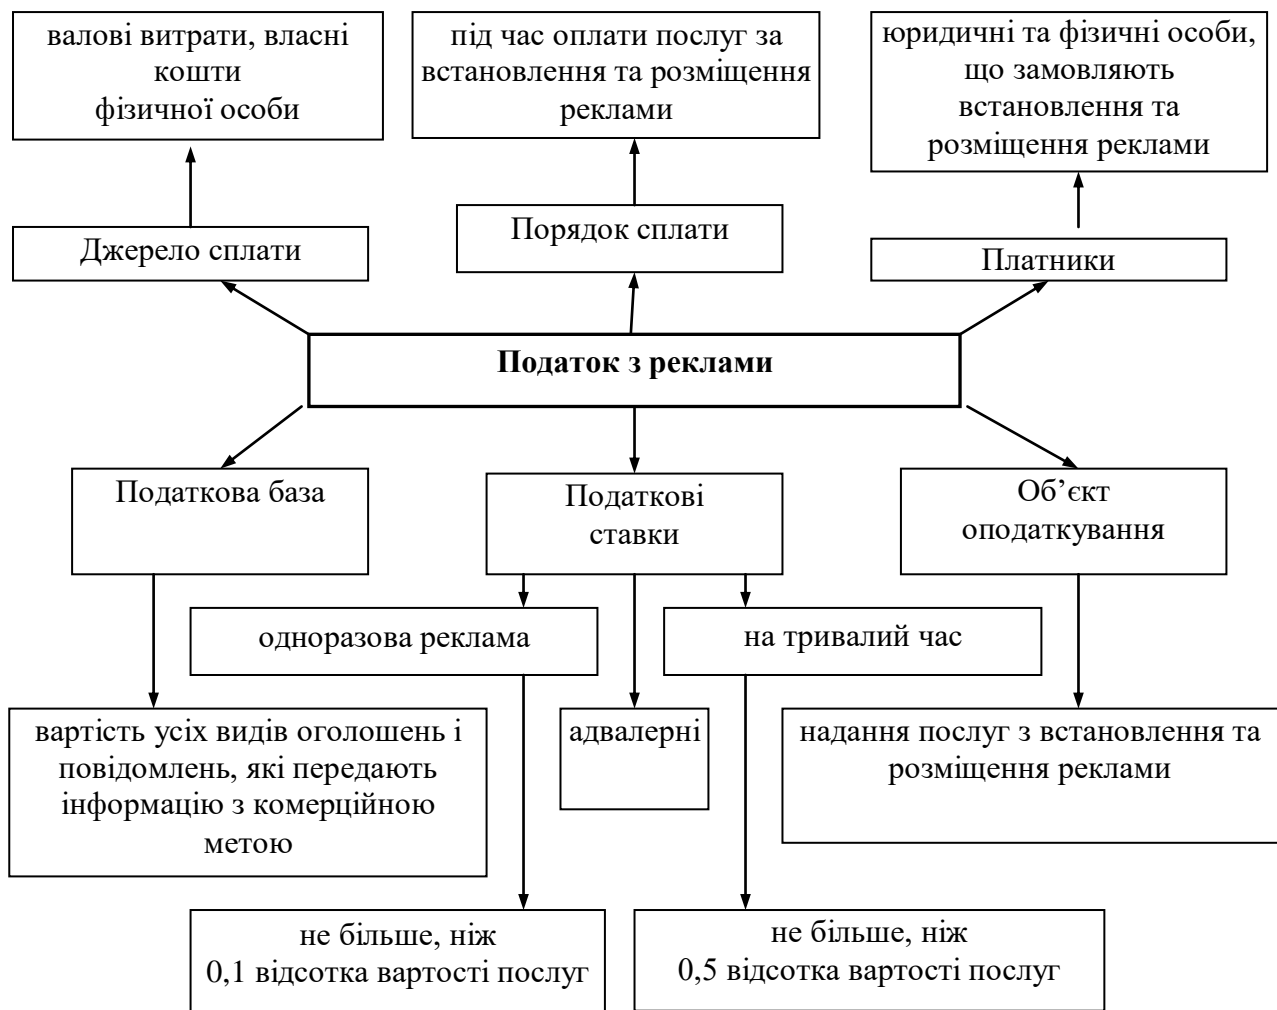 валові витрати, власні
кошти
фізичної особи
під час оплати послуг за
встановлення та розміщення
реклами
юридичні та фізичні особи,
що замовляють
встановлення та
розміщення реклами
Джерело сплати
Порядок сплати
Платники
Податок з реклами
Податкова база
Податкові
ставки
Об’єкт
оподаткування
одноразова реклама
на тривалий час
вартість усіх видів оголошень і
повідомлень, які передають
інформацію з комерційною
метою
адвалерні
надання послуг з встановлення та
розміщення реклами
не більше, ніж
0,1 відсотка вартості послуг
не більше, ніж
0,5 відсотка вартості послуг